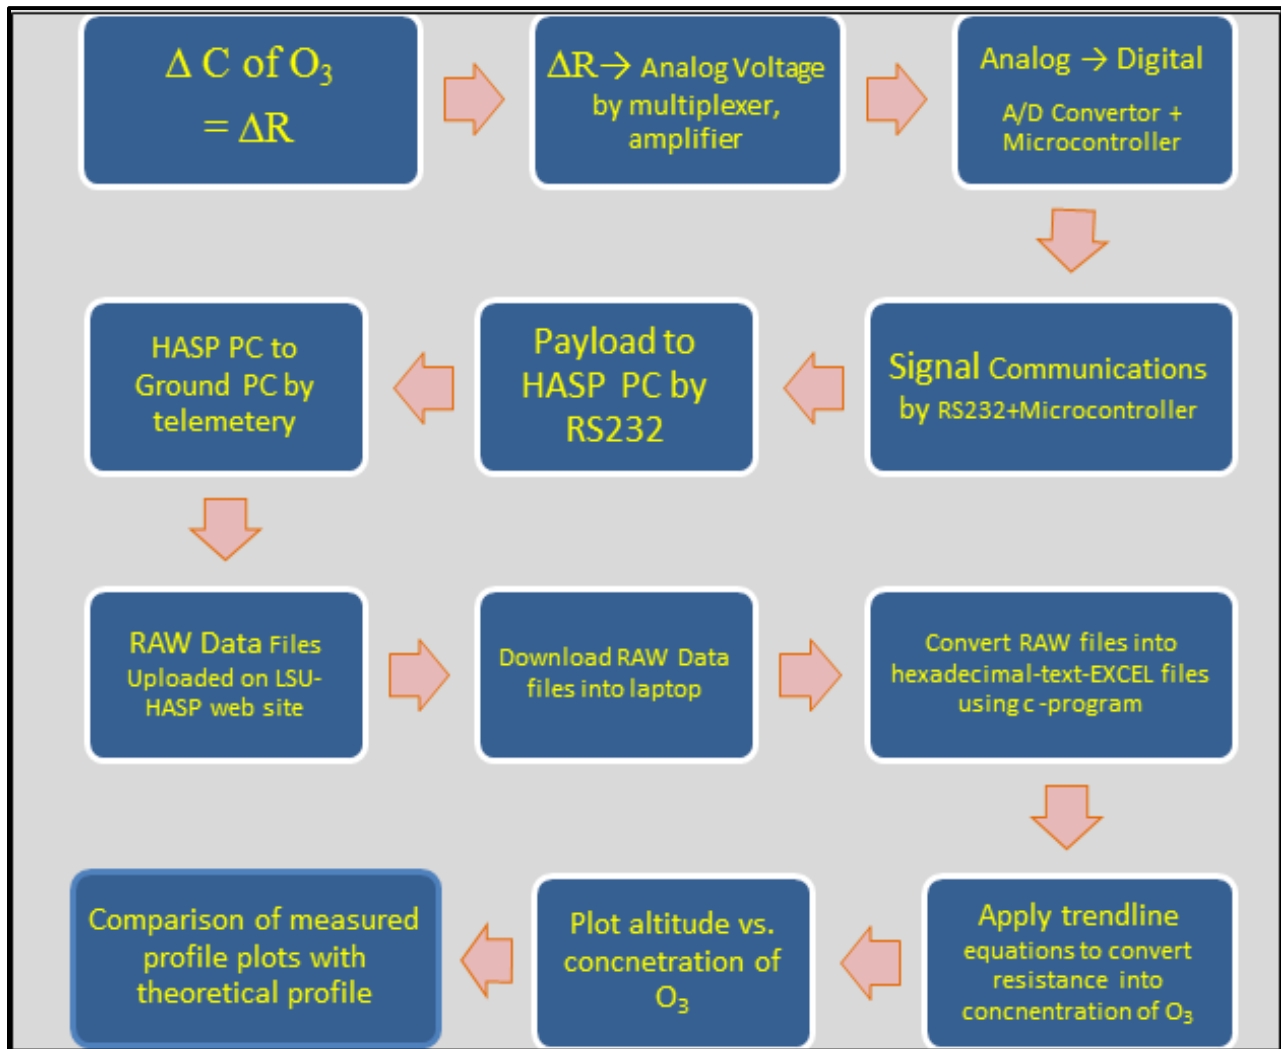 Δ C of O₃
= ΔR
ΔR→ Analog Voltage
by multiplexer,
amplifier
Analog → Digital
A/D Convertor +
Microcontroller
Signal Communications
by RS232+Microcontroller
Payload to
HASP PC by
RS232
HASP PC to
Ground PC by
telemetery
RAW Data Files
Uploaded on LSU-
HASP web site
Download RAW Data
files into laptop
Convert RAW files into
hexadecimal-text-EXCEL files
using c-program
Apply trendline
equations to convert
resistance into
concnentration of O₃
Plot altitude vs.
concnetration of
O₃
Comparison of measured
profile plots with
theoretical profile